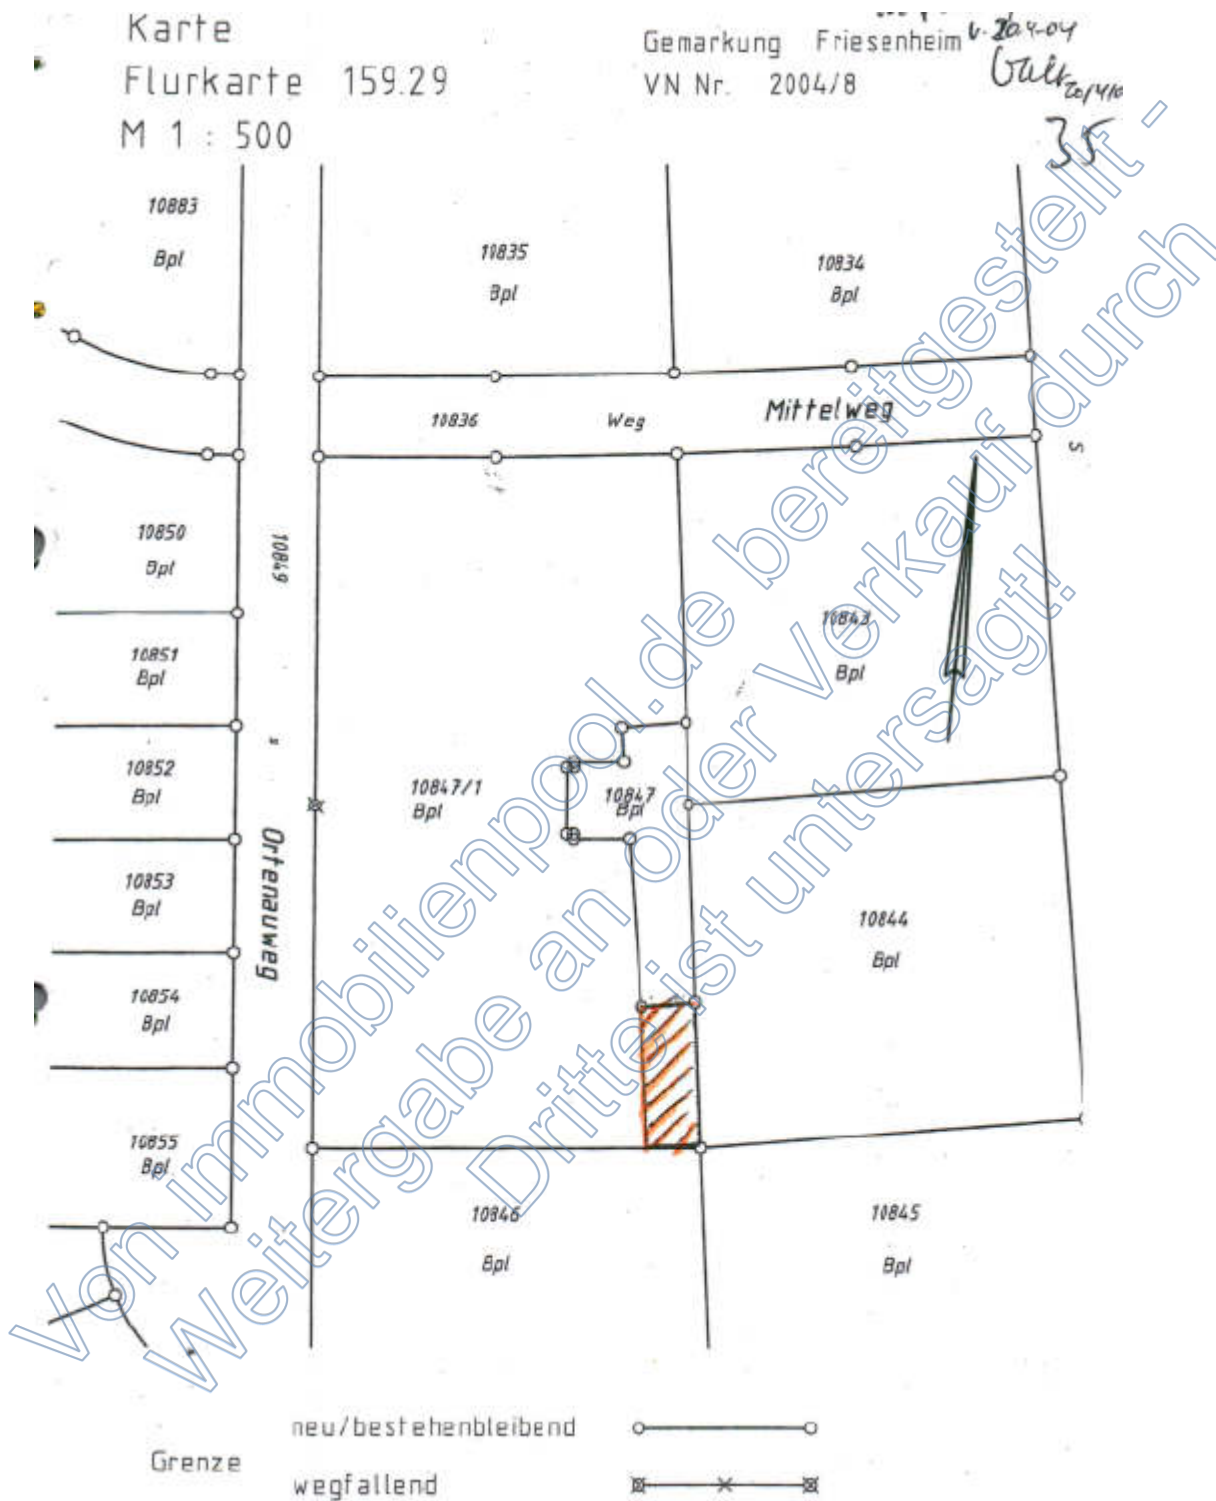 Karte
Gemarkung Friesenheim
v. 20.4.04
Flurkarte 159.29
VN Nr. 2004/8
M 1 : 500
35
10883
Bpl
10835
Bpl
10834
Bpl
10836
Weg
Mittelweg
S
10850
Bpl
10849
10843
Bpl
10851
Bpl
10852
Bpl
10847/1
Bpl
10847
Bpl
Ortenauweg
10853
Bpl
10844
Bpl
10854
Bpl
10855
Bpl
10846
Bpl
10845
Bpl
neu/bestehenbleibend
Grenze
wegfallend
Von immobilienpool.de bereitgestellt -
Weitergabe an oder Verkauf durch
Dritte ist untersagt!